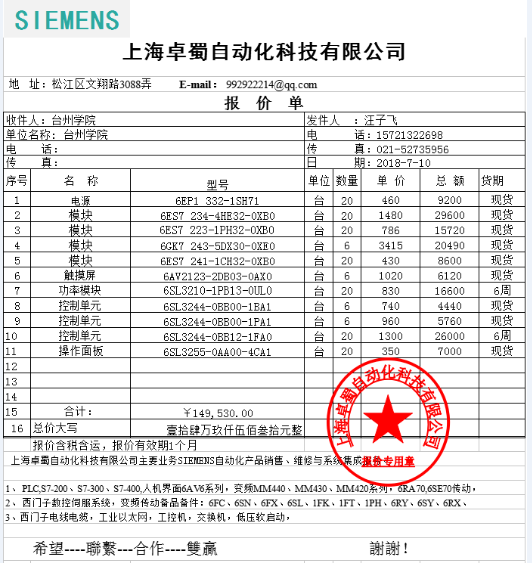 SIEMENS
上海卓蜀自动化科技有限公司
地 址：松江区文翔路3088弄 E-mail： 992922214@qq.com
报 价 单
收件人：台州学院 发件人 ：汪子飞
单位名称：台州学院 电 话：15721322698
电 话： 传 真：021-52735956
传 真： 日 期：2018-7-10
序号 名 称 型号 单位 数量 单 价 总 额 货期
1 电源 6EP1 332-1SH71 台 20 460 9200 现货
2 模块 6ES7 234-4HE32-0XB0 台 20 1480 29600 现货
3 模块 6ES7 223-1PH32-0XB0 台 20 786 15720 现货
4 模块 6GK7 243-5DX30-0XE0 台 6 3415 20490 现货
5 模块 6ES7 241-1CH32-0XB0 台 20 430 8600 现货
6 触摸屏 6AV2123-2DB03-0AX0 台 6 1020 6120 现货
7 功率模块 6SL3210-1PB13-0UL0 台 20 830 16600 6周
8 控制单元 6SL3244-0BB00-1BA1 台 6 740 4440 现货
9 控制单元 6SL3244-0BB00-1PA1 台 6 960 5760 现货
10 控制单元 6SL3244-0BB12-1FA0 台 20 1300 26000 6周
11 操作面板 6SL3255-0AA00-4CA1 台 20 350 7000 现货
12
13
14
15 合计： ￥149,530.00
16 总价大写 壹拾肆万玖仟伍佰叁拾元整
上海卓蜀自动化科技有限公司
报价专用章
报价含税含运，报价有效期1个月
上海卓蜀自动化科技有限公司主要业务SIEMENS自动化产品销售、维修与系统集成
1、 PLC,S7-200、S7-300、S7-400,人机界面6AV6系列，变频MM440、MM430、MM420系列，6RA70,6SE70传动，
2、西门子数控伺服系统，变频传动备品备件：6FC、6SN、6FX、6SL、1FK、1FT、1PH、6RY、6SY、6RX、
3、西门子电线电缆，工业以太网，工控机，交换机，低压软启动，
希望----聯繫---合作----雙贏 謝謝！